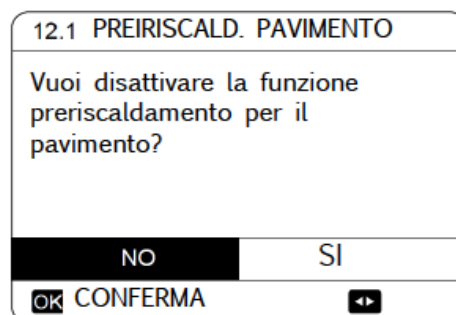 12.1 PREIRISCALD. PAVIMENTO
Vuoi disattivare la funzione
preriscaldamento per il
pavimento?
NO SI
OK CONFERMA